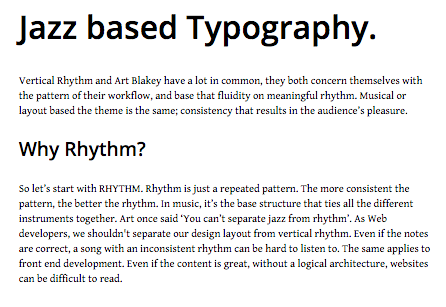 Jazz based Typography.
Vertical Rhythm and Art Blakey have a lot in common, they both concern themselves with
the pattern of their workflow, and base that fluidity on meaningful rhythm. Musical or
layout based the theme is the same; consistency that results in the audience's pleasure.
Why Rhythm?
So let's start with RHYTHM. Rhythm is just a repeated pattern. The more consistent the
pattern, the better the rhythm. In music, it's the base structure that ties all the different
instruments together. Art once said 'You can't separate jazz from rhythm'. As Web
developers, we shouldn't separate our design layout from vertical rhythm. Even if the notes
are correct, a song with an inconsistent rhythm can be hard to listen to. The same applies to
front end development. Even if the content is great, without a logical architecture, websites
can be difficult to read.